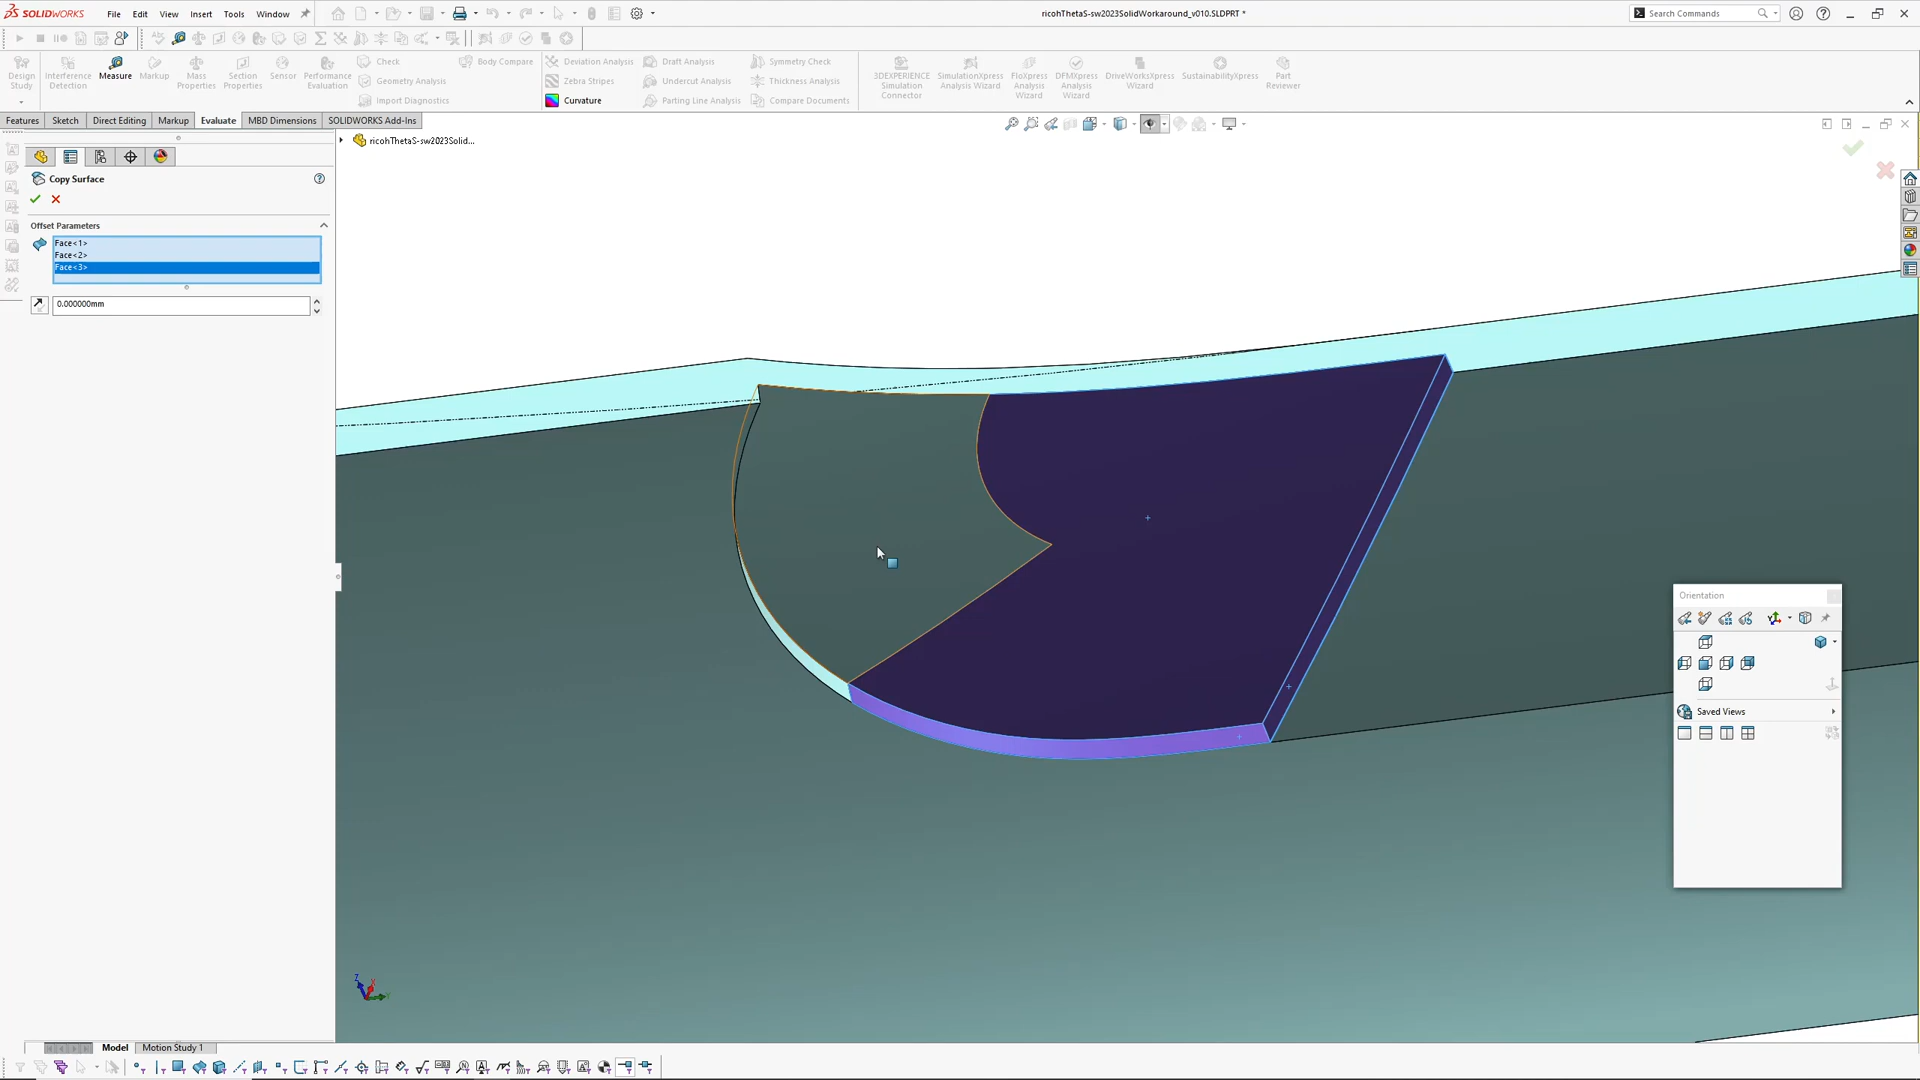 SOLIDWORKS File Edit View Insert Tools Window
ricohThetaS-sw2023SolidWorkaround_v010.SLDPRT *
Search Commands
Design Study
Interference Detection
Measure
Markup
Mass Properties
Section Properties
Sensor
Performance Evaluation
Check
Geometry Analysis
Import Diagnostics
Body Compare
Deviation Analysis
Zebra Stripes
Curvature
Draft Analysis
Undercut Analysis
Parting Line Analysis
Symmetry Check
Thickness Analysis
Compare Documents
3DEXPERIENCE Simulation Connector
SimulationXpress Analysis Wizard
FloXpress Analysis Wizard
DFMXpress Analysis Wizard
DriveWorksXpress Wizard
SustainabilityXpress
Part Reviewer
Features Sketch Direct Editing Markup Evaluate MBD Dimensions SOLIDWORKS Add-Ins
ricohThetaS-sw2023Solid...
Copy Surface
Offset Parameters
Face<1>
Face<2>
Face<3>
0.000000mm
Orientation
Saved Views
Model Motion Study 1